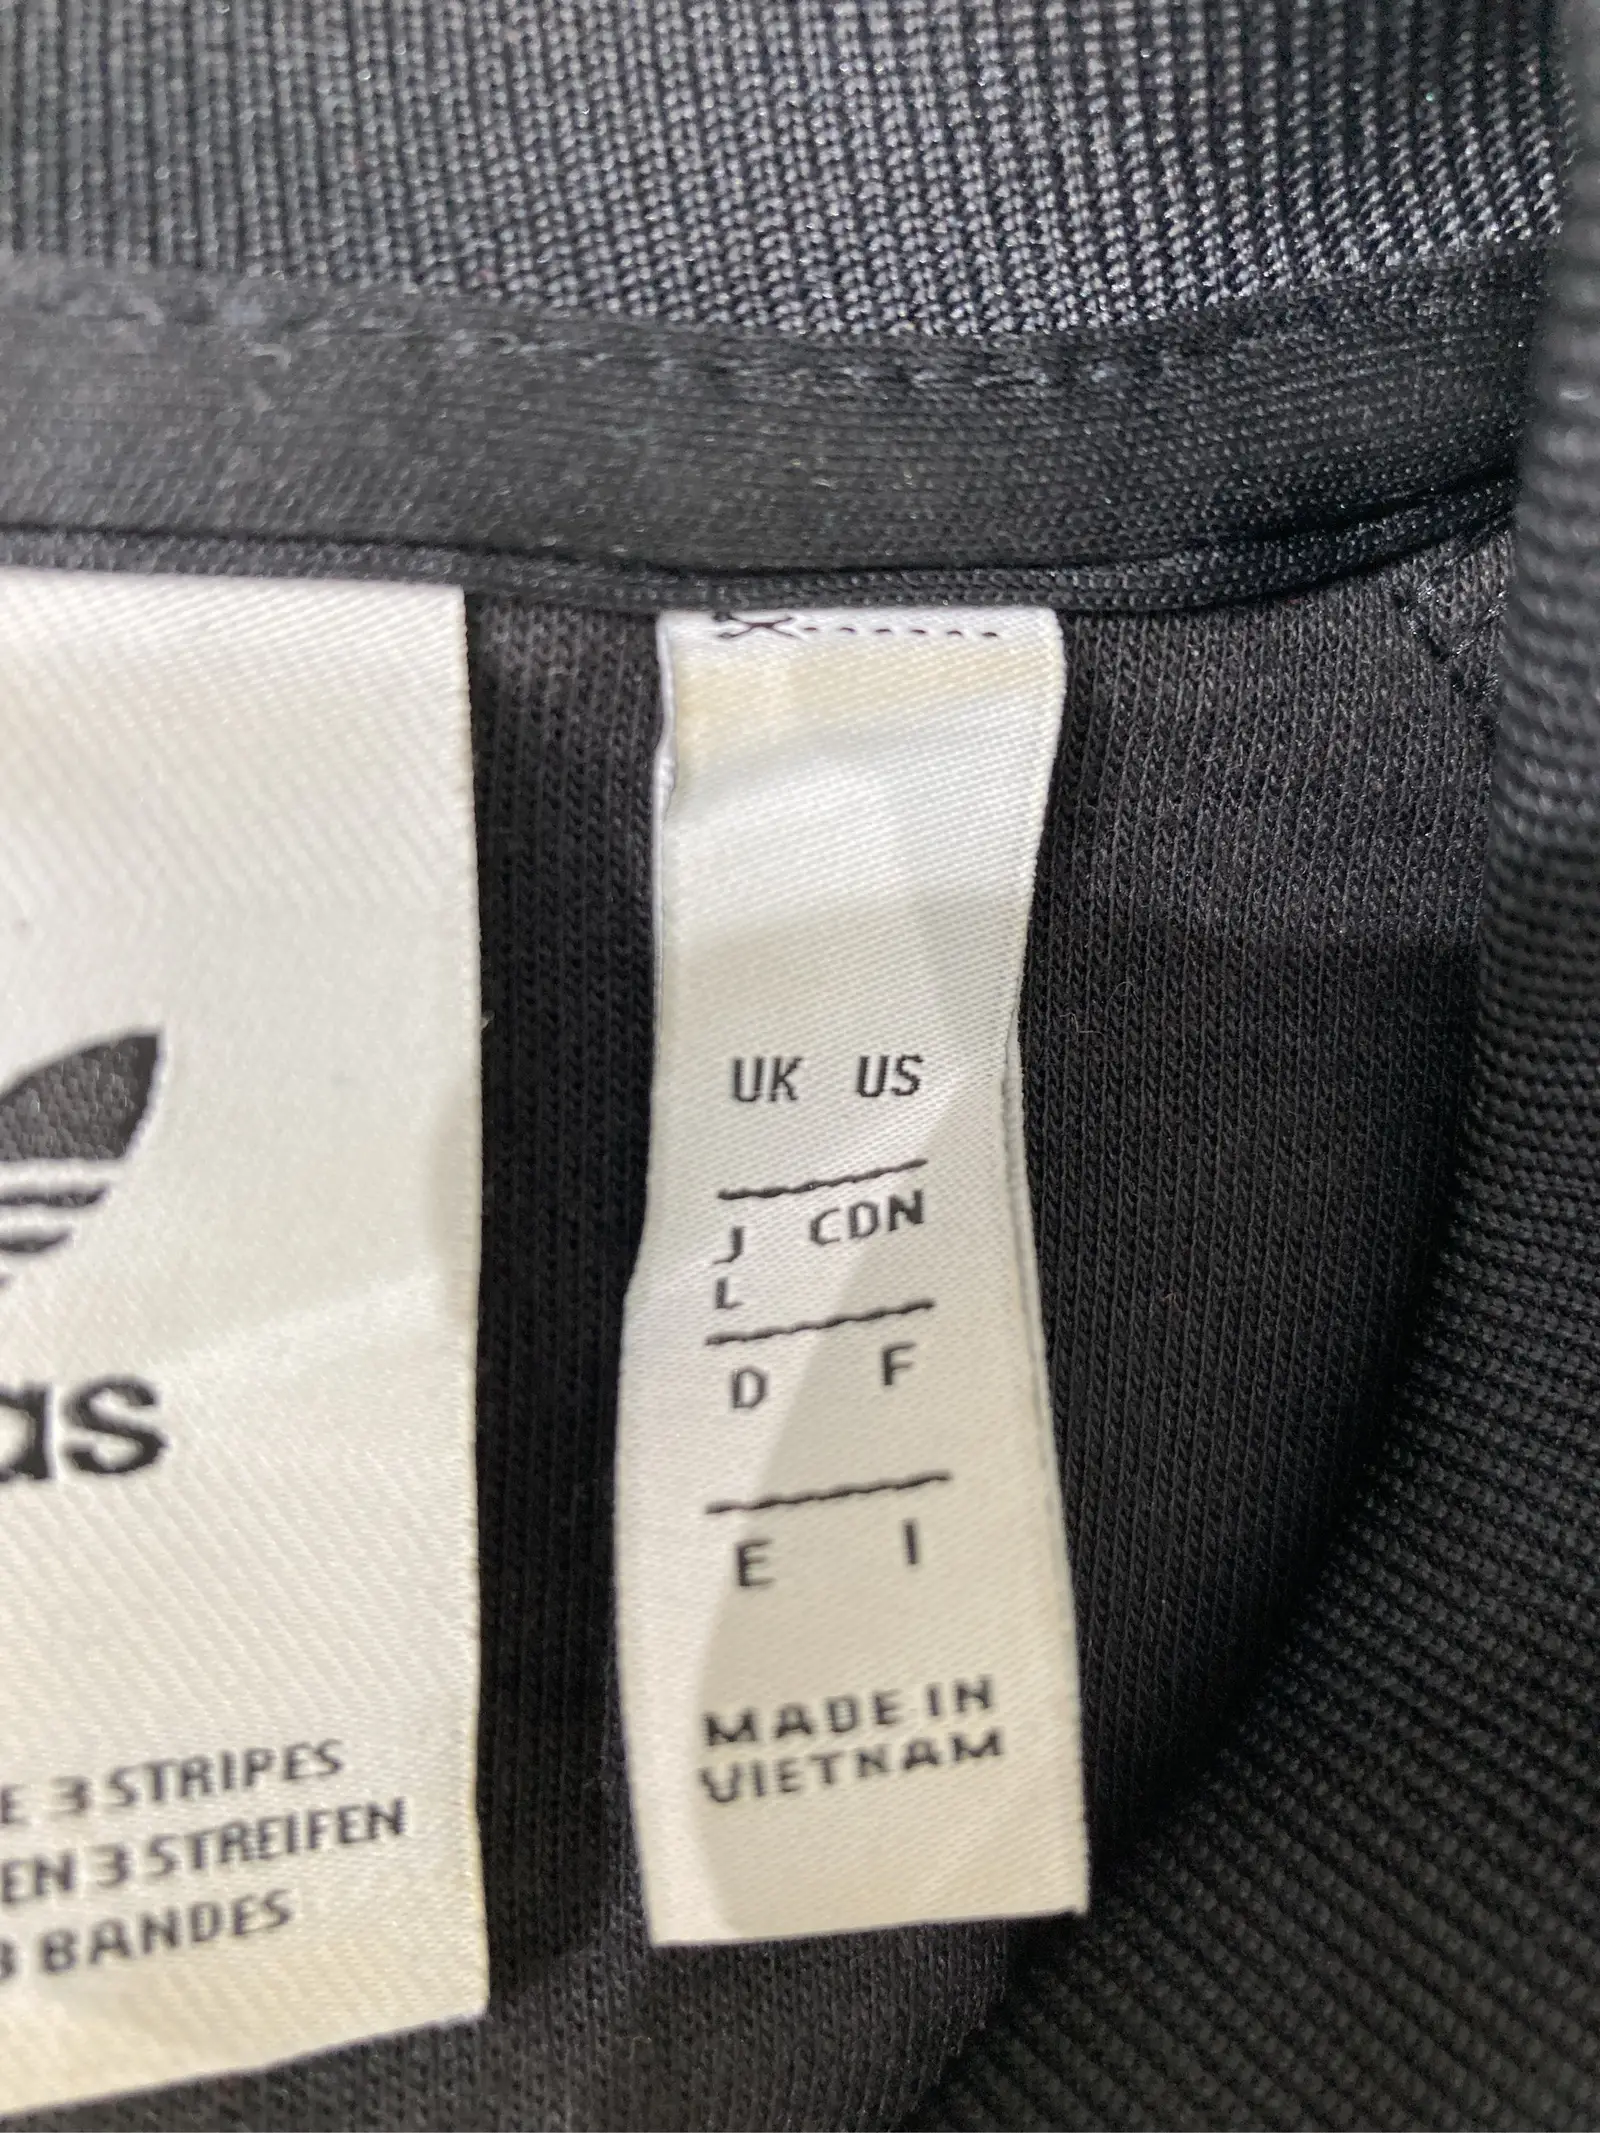 as
E 3 STRIPES
EN 3 STREIFEN
3 BANDES
UK US
J CDN
L
D F
E I
MADE IN
VIETNAM